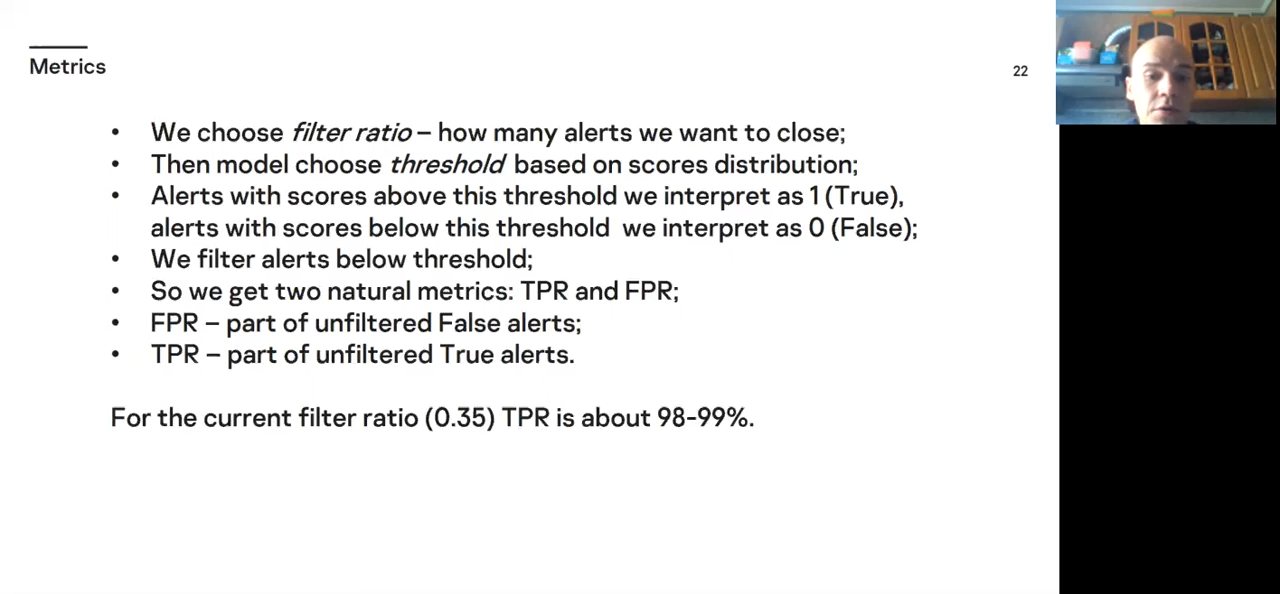 Metrics
22
• We choose filter ratio – how many alerts we want to close;
• Then model choose threshold based on scores distribution;
• Alerts with scores above this threshold we interpret as 1 (True),
alerts with scores below this threshold we interpret as 0 (False);
• We filter alerts below threshold;
• So we get two natural metrics: TPR and FPR;
• FPR – part of unfiltered False alerts;
• TPR – part of unfiltered True alerts.
For the current filter ratio (0.35) TPR is about 98-99%.